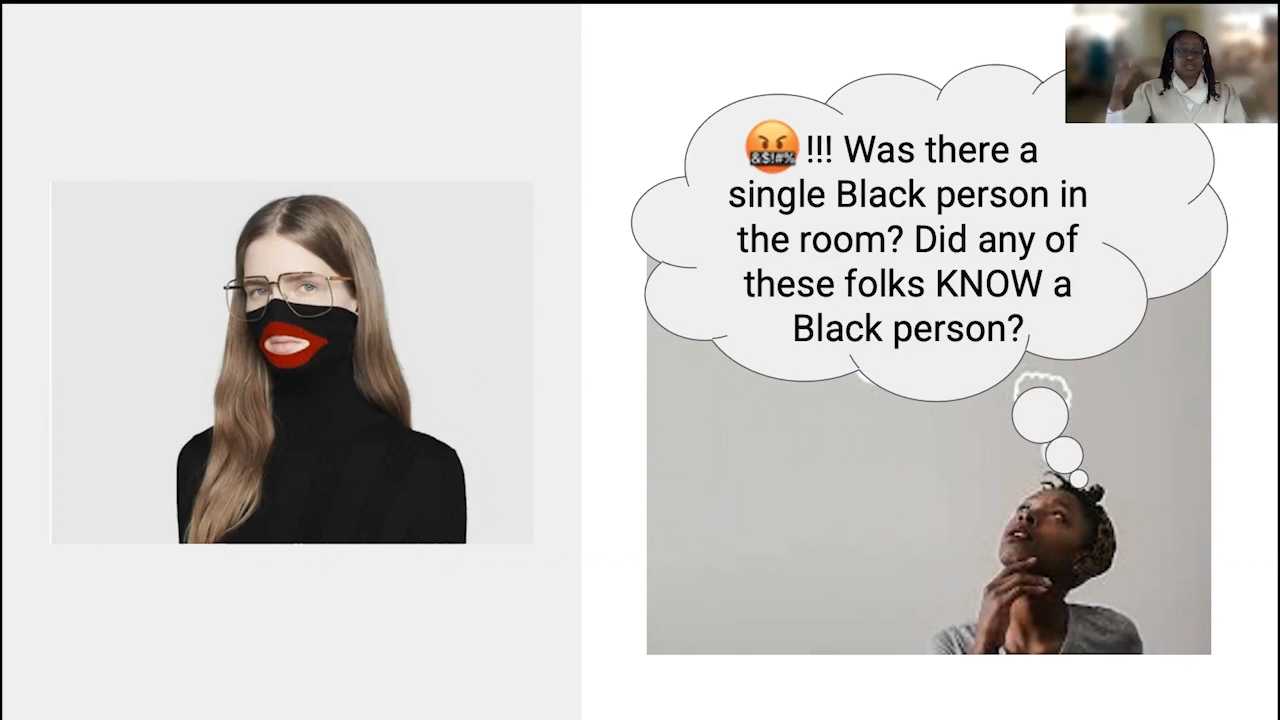 &$!#% !!! Was there a
single Black person in
the room? Did any of
these folks KNOW a
Black person?